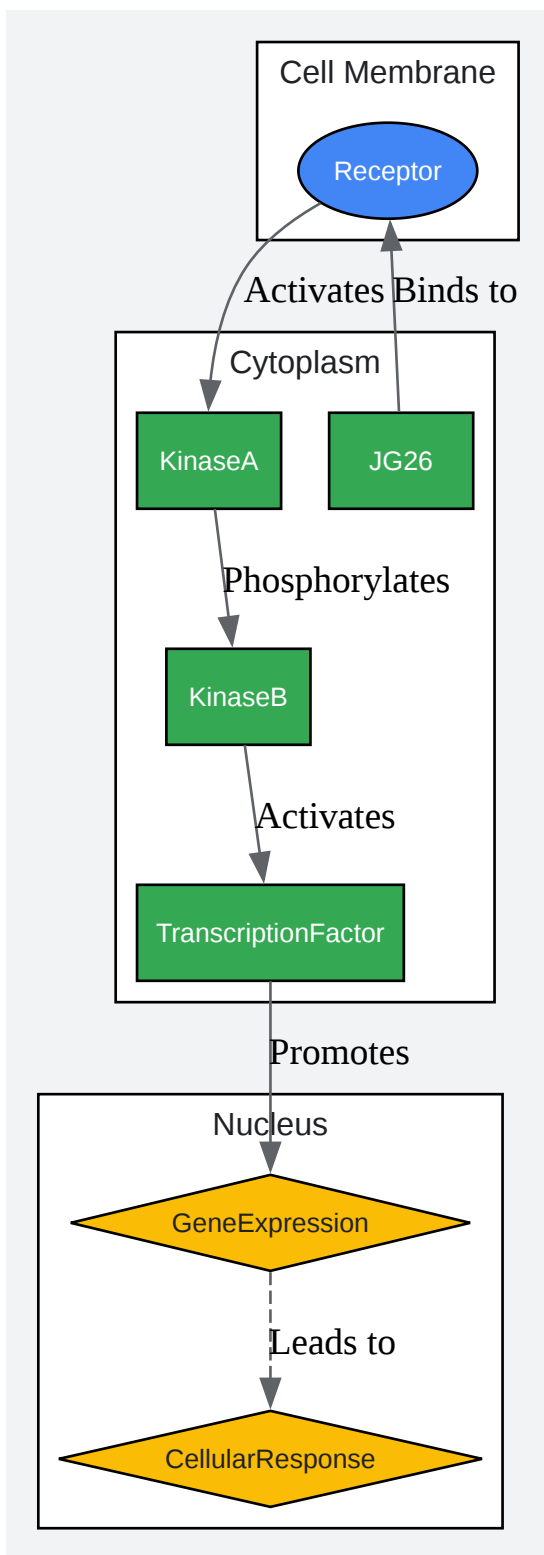 Cell Membrane
Receptor
Activates
Binds to
Cytoplasm
KinaseA
JG26
Phosphorylates
KinaseB
Activates
TranscriptionFactor
Promotes
Nucleus
GeneExpression
Leads to
CellularResponse